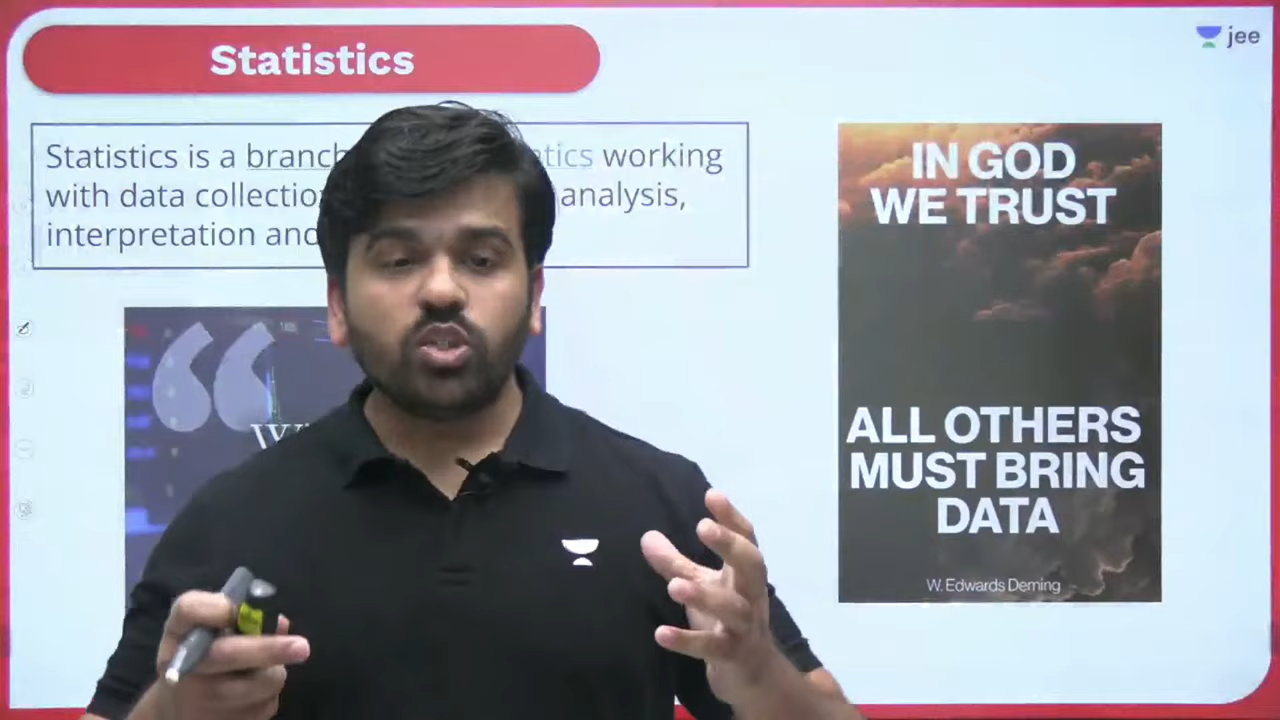 Statistics
jee
Statistics is a branch atics working
with data collectio analysis,
interpretation and
IN GOD
WE TRUST
ALL OTHERS
MUST BRING
DATA
W. Edwards Deming